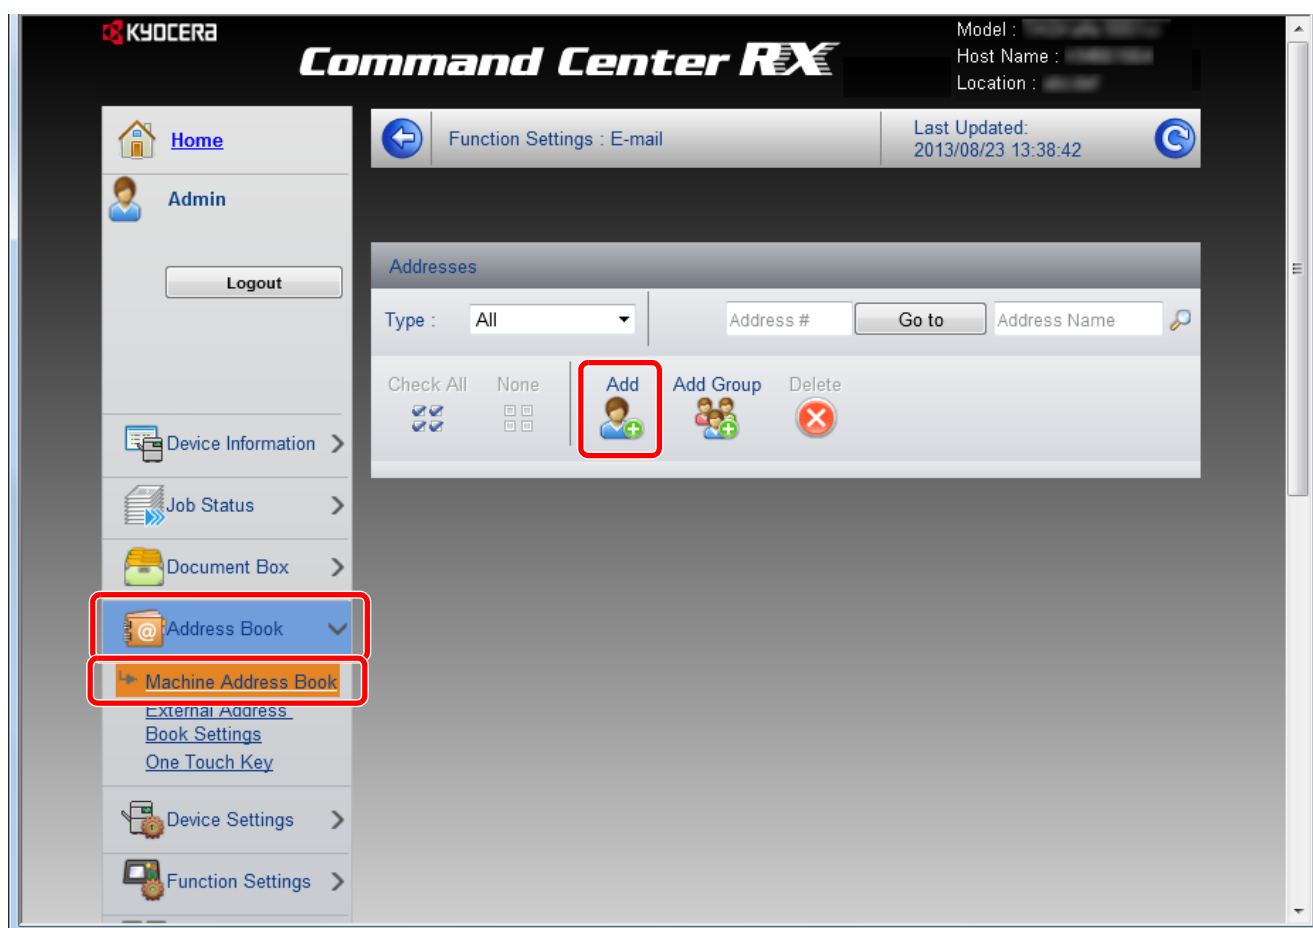 KYOCERA
Command Center RX
Model :
Host Name :
Location :
Home
Admin
Logout
Device Information
Job Status
Document Box
Address Book
Machine Address Book
External Address
Book Settings
One Touch Key
Device Settings
Function Settings
Function Settings : E-mail
Last Updated:
2013/08/23 13:38:42
Addresses
Type : All Address # Go to Address Name
Check All None Add Add Group Delete